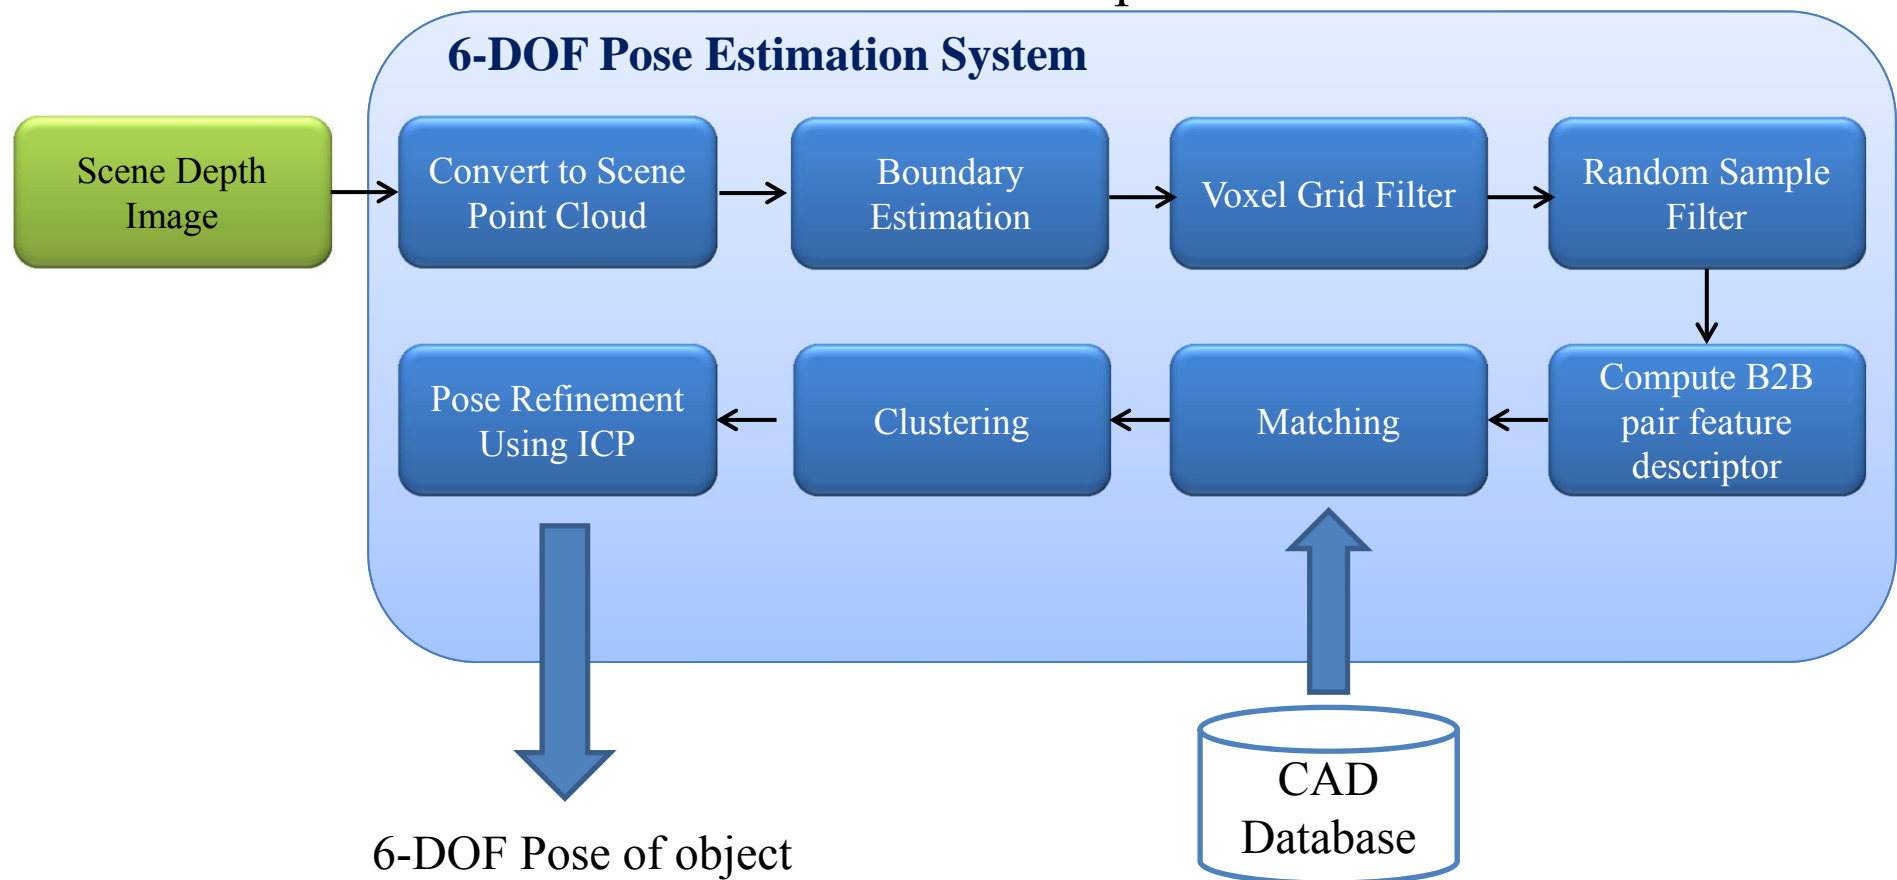 6-DOF Pose Estimation System
Scene Depth
Image
Convert to Scene
Point Cloud
Boundary
Estimation
Voxel Grid Filter
Random Sample
Filter
Compute B2B
pair feature
descriptor
Matching
Clustering
Pose Refinement
Using ICP
CAD
Database
6-DOF Pose of object